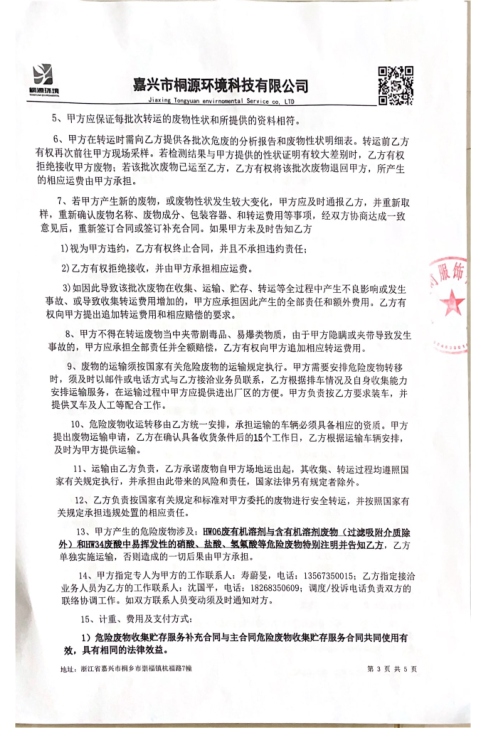 桐源环境
嘉兴市桐源环境科技有限公司
Jiaxing Tongyuan environmental Service co. LTD
5、甲方应保证每批次转运的废物性状和所提供的资料相符。
6、甲方在转运时需向乙方提供各批次危废的分析报告和废物性状明细表。转运前乙方
有权再次前往甲方现场采样。若检测结果与甲方提供的性状证明有较大差别时，乙方有权
拒绝接收甲方废物；若该批次废物已运至乙方，乙方有权将该批次废物退回甲方，所产生
的相应运费由甲方承担。
7、若甲方产生新的废物，或废物性状发生较大变化，甲方应及时通报乙方，并重新取
样，重新确认废物名称、废物成分、包装容器、和转运费用等事项，经双方协商达成一致
意见后，重新签订合同或签订补充合同。如果甲方未及时告知乙方
1)视为甲方违约，乙方有权终止合同，并且不承担违约责任；
2)乙方有权拒绝接收，并由甲方承担相应运费。
3)如因此导致该批次废物在收集、运输、贮存、转运等全过程中产生不良影响或发生
事故、或导致收集转运费用增加的，甲方应承担因此产生的全部责任和额外费用。乙方有
权向甲方提出追加转运费用和相应赔偿的要求。
8、甲方不得在转运废物当中夹带剧毒品、易爆类物质，由于甲方隐瞒或夹带导致发生
事故的，甲方应承担全部责任并全额赔偿，乙方有权向甲方追加相应转运费用。
9、废物的运输须按国家有关危险废物的运输规定执行。甲方需要安排危险废物转移
时，须及时以邮件或电话方式与乙方接洽业务员联系，乙方根据排车情况及自身收集能力
安排运输服务，在运输过程中甲方应提供进出厂区的方便。甲方负责按乙方要求装车，并
提供叉车及人工等配合工作。
10、危险废物收运转移由乙方统一安排，承担运输的车辆必须具备相应的资质。甲方
提出废物运输申请，乙方在确认具备收货条件后的15个工作日，乙方根据运输车辆安排，
及时为甲方提供运输。
11、运输由乙方负责，乙方承诺废物自甲方场地运出起，其收集、转运过程均遵照国
家有关规定执行，并承担由此带来的风险和责任，国家法律另有规定者除外。
12、乙方负责按国家有关规定和标准对甲方委托的废物进行安全转运，并按照国家有
关规定承担违规处置的相应责任。
13、甲方产生的危险废物涉及：HW06废有机溶剂与含有机溶剂废物（过滤吸附介质除
外）和HW34废酸中易挥发性的硝酸、盐酸、氢氟酸等危险废物特别注明并告知乙方，乙方
单独实施运输，否则造成的一切后果由甲方承担。
14、甲方指定专人为甲方的工作联系人：寿蔚旻，电话：13567350015；乙方指定接洽
业务人员为乙方的工作联系人：沈国平，电话：18268350609；调度/投诉电话负责双方的
联络协调工作。如双方联系人变动须及时通知对方。
15、计重、费用及支付方式：
1）危险废物收集贮存服务补充合同与主合同危险废物收集贮存服务合同共同使用有
效，具有相同的法律效益。
地址：浙江省嘉兴市桐乡市崇福镇杭福路7幢
第 3 页 共 5 页
服饰